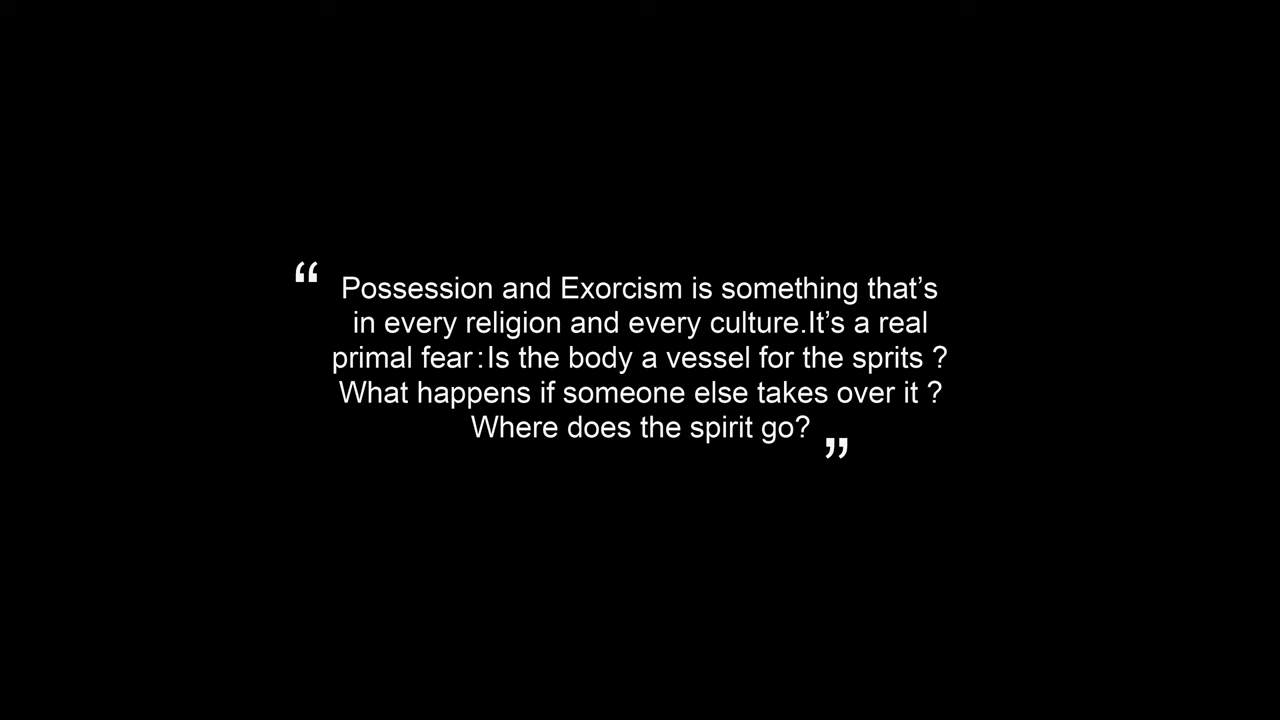 “ Possession and Exorcism is something that’s
in every religion and every culture.It’s a real
primal fear:Is the body a vessel for the sprits ?
What happens if someone else takes over it ?
Where does the spirit go? ”